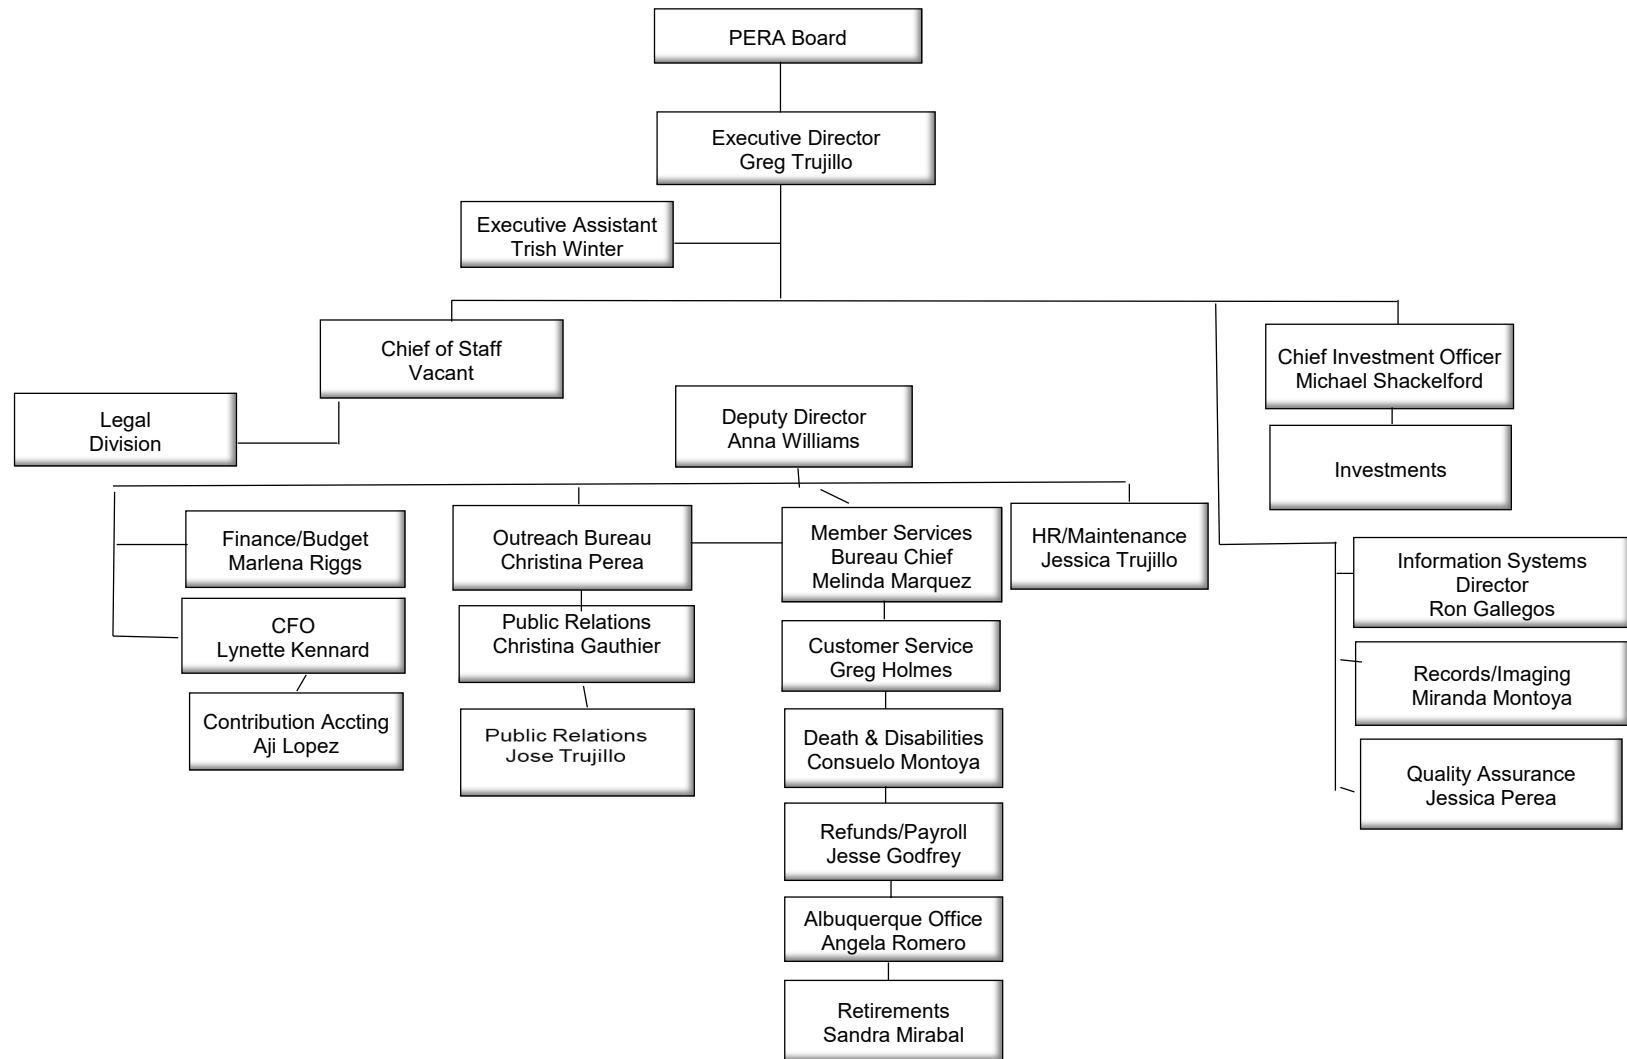 PERA Board
Executive Director
Greg Trujillo
Executive Assistant
Trish Winter
Chief of Staff
Vacant
Chief Investment Officer
Michael Shackelford
Legal
Division
Deputy Director
Anna Williams
Investments
Finance/Budget
Marlena Riggs
Outreach Bureau
Christina Perea
Member Services
Bureau Chief
Melinda Marquez
HR/Maintenance
Jessica Trujillo
Information Systems
Director
Ron Gallegos
CFO
Lynette Kennard
Public Relations
Christina Gauthier
Customer Service
Greg Holmes
Records/Imaging
Miranda Montoya
Contribution Accting
Aji Lopez
Public Relations
Jose Trujillo
Death & Disabilities
Consuelo Montoya
Quality Assurance
Jessica Perea
Refunds/Payroll
Jesse Godfrey
Albuquerque Office
Angela Romero
Retirements
Sandra Mirabal